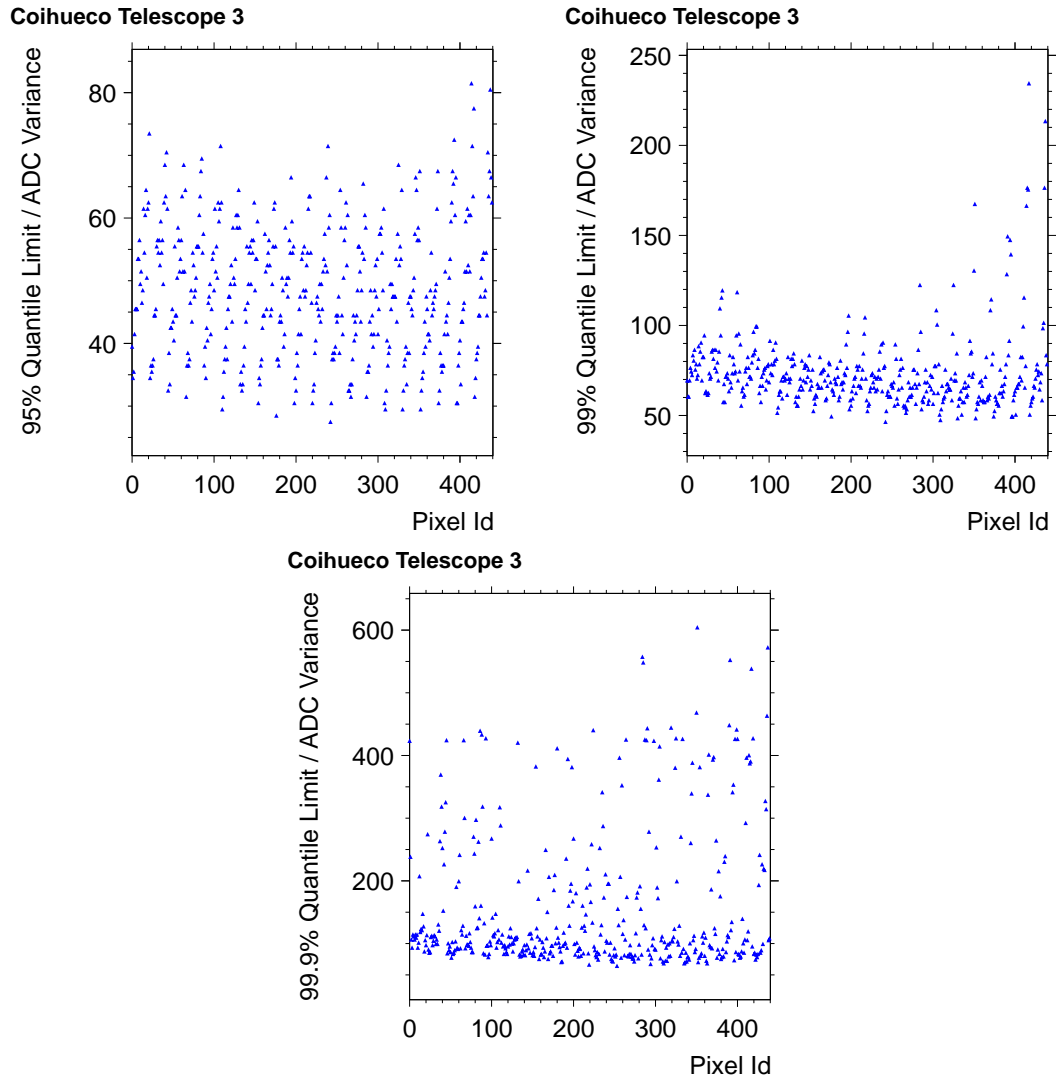 Coihueco Telescope 3
95% Quantile Limit / ADC Variance
80
60
40
0 100 200 300 400
Pixel Id
Coihueco Telescope 3
99% Quantile Limit / ADC Variance
250
200
150
100
50
0 100 200 300 400
Pixel Id
Coihueco Telescope 3
99.9% Quantile Limit / ADC Variance
600
400
200
0 100 200 300 400
Pixel Id